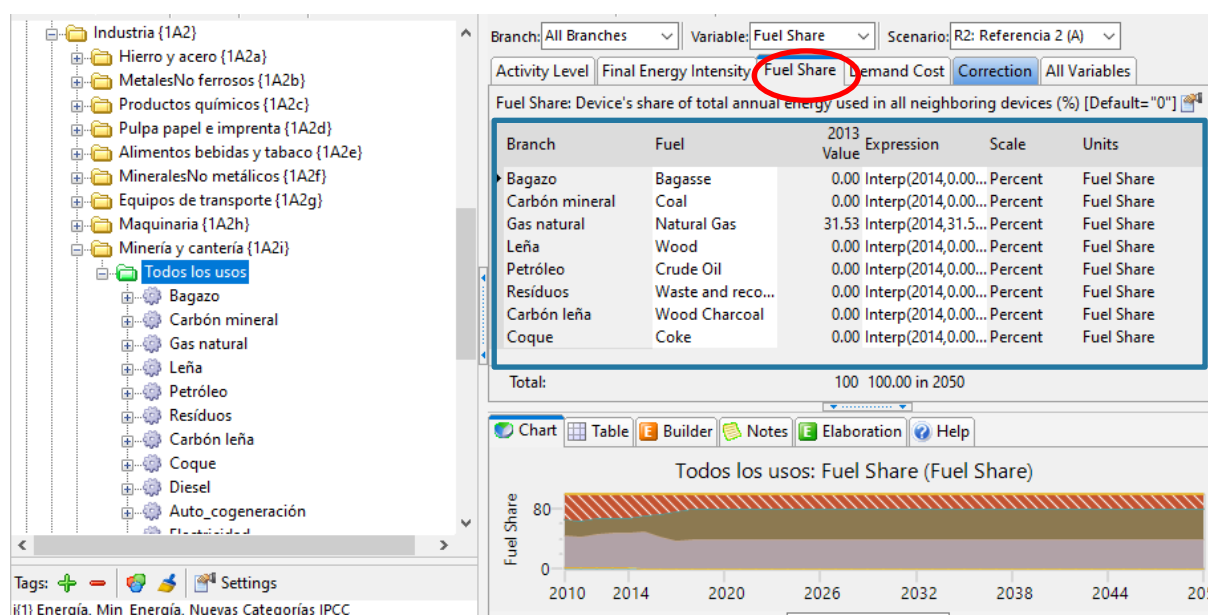 Industria {1A2}
Hierro y acero {1A2a}
MetalesNo ferrosos {1A2b}
Productos químicos {1A2c}
Pulpa papel e imprenta {1A2d}
Alimentos bebidas y tabaco {1A2e}
MineralesNo metálicos {1A2f}
Equipos de transporte {1A2g}
Maquinaria {1A2h}
Minería y cantería {1A2i}
Todos los usos
Bagazo
Carbón mineral
Gas natural
Leña
Petróleo
Resíduos
Carbón leña
Coque
Diesel
Auto_cogeneración
Electricidad
Tags: Settings
i{1} Energía, Min_Energía, Nuevas Categorías IPCC
Branch: All Branches Variable: Fuel Share Scenario: R2: Referencia 2 (A)
Activity Level Final Energy Intensity Fuel Share Demand Cost Correction All Variables
Fuel Share: Device's share of total annual energy used in all neighboring devices (%) [Default="0"]
Branch Fuel 2013 Value Expression Scale Units
Bagazo Bagasse 0.00 Interp(2014,0.00... Percent Fuel Share
Carbón mineral Coal 0.00 Interp(2014,0.00... Percent Fuel Share
Gas natural Natural Gas 31.53 Interp(2014,31.5... Percent Fuel Share
Leña Wood 0.00 Interp(2014,0.00... Percent Fuel Share
Petróleo Crude Oil 0.00 Interp(2014,0.00... Percent Fuel Share
Resíduos Waste and reco... 0.00 Interp(2014,0.00... Percent Fuel Share
Carbón leña Wood Charcoal 0.00 Interp(2014,0.00... Percent Fuel Share
Coque Coke 0.00 Interp(2014,0.00... Percent Fuel Share
Total: 100 100.00 in 2050
Chart Table Builder Notes Elaboration Help
Todos los usos: Fuel Share (Fuel Share)
Fuel Share
80
0
2010 2014 2020 2026 2032 2038 2044 205